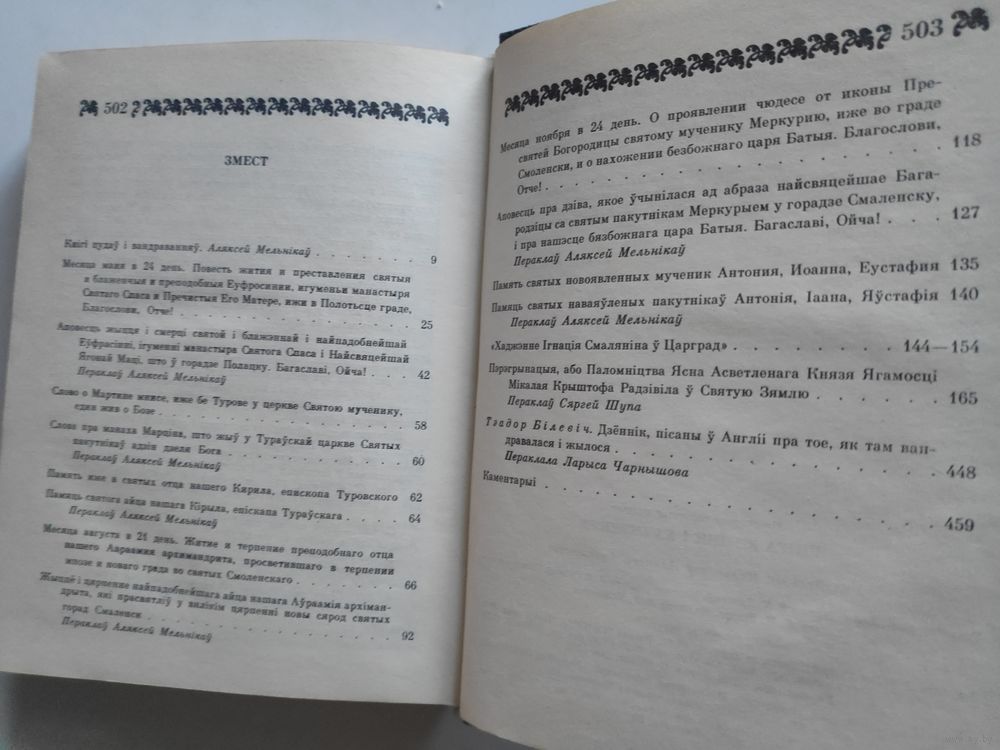 502
ЗМЕСТ
Кнігі цудаў і вандраванняў. Аляксей Мельнікаў . . . . . . . 9
Месяца маия в 24 день. Повесть жития и преставления святыя
и блаженныя и преподобныя Еуфросинии, игуменьи манастыря
Святаго Спаса и Пречистыя Его Матере, ижи в Полотьсце граде,
Благослови, Отче! . . . . . . . . . . . . . . . 25
Аповесць жыцця і смерці святой і блажэннай і найпадобнейшай
Еўфрасінні, ігуменні манастыра Святога Спаса і Найсвяцейшай
Ягонай Маці, што ў горадзе Полацку. Багаславі, Ойча! . . . 42
Пераклаў Аляксей Мельнікаў
Слово о Мартине мнисе, иже бе Турове у церкве Святою мученику,
един жив о Бозе . . . . . . . . . . . . . . . 58
Слова пра манаха Марціна, што жыў у Тураўскай царкве Святых
пакутнікаў адзін дзеля Бога . . . . . . . . . . . 60
Пераклаў Аляксей Мельнікаў
Память иже в святых отца нашего Кирила, епископа Туровского 62
Памяць святога айца нашага Кірыла, епіскапа Тураўскага . . . . 64
Пераклаў Аляксей Мельнікаў
Месяца августа в 21 день. Житие и терпение преподобнаго отца
нашего Авраамия архимандрита, просветившаго в терпении
мнозе и новаго града во святых Смоленскаго . . . . . . . 66
Жыццё і цярпенне найпадобнейшага айца нашага Аўраамія архіман-
дрыта, які прасвятліў у вялікім цярпенні новы сярод святых
горад Смаленск . . . . . . . . . . . . . . . 92
Пераклаў Аляксей Мельнікаў
503
Месяца ноября в 24 день. О проявлении чюдесе от иконы Пре-
святей Богородицы святому мученику Меркурию, иже во граде
Смоленски, и о нахожении безбожнаго царя Батыя. Благослови,
Отче! . . . . . . . . . . . . . . . 118
Аповесць пра дзіва, якое ўчынілася ад абраза найсвяцейшае Бага-
родзіцы са святым пакутнікам Меркурыем у горадзе Смаленску,
і пра нашэсце бязбожнага цара Батыя. Багаславі, Ойча! . . . 127
Пераклаў Аляксей Мельнікаў
Память святых новоявленных мученик Антония, Иоанна, Еустафия 135
Памяць святых наваяўленых пакутнікаў Антонія, Іаана, Яўстафія 140
Пераклаў Аляксей Мельнікаў
«Хаджэнне Ігнація Смаляніна ў Царград» . . . . . . . 144—154
Пэрэгрынацыя, або Паломніцтва Ясна Асветленага Князя Ягамосці
Мікалая Крыштофа Радзівіла ў Святую Зямлю . . . . . . 165
Пераклаў Сяргей Шупа
Тэадор Білевіч. Дзённік, пісаны ў Англіі пра тое, як там ван-
дравалася і жылося . . . . . . . . . . . . . . . 448
Пераклала Ларыса Чарнышова
Каментарыі . . . . . . . . . . . . . . . 459